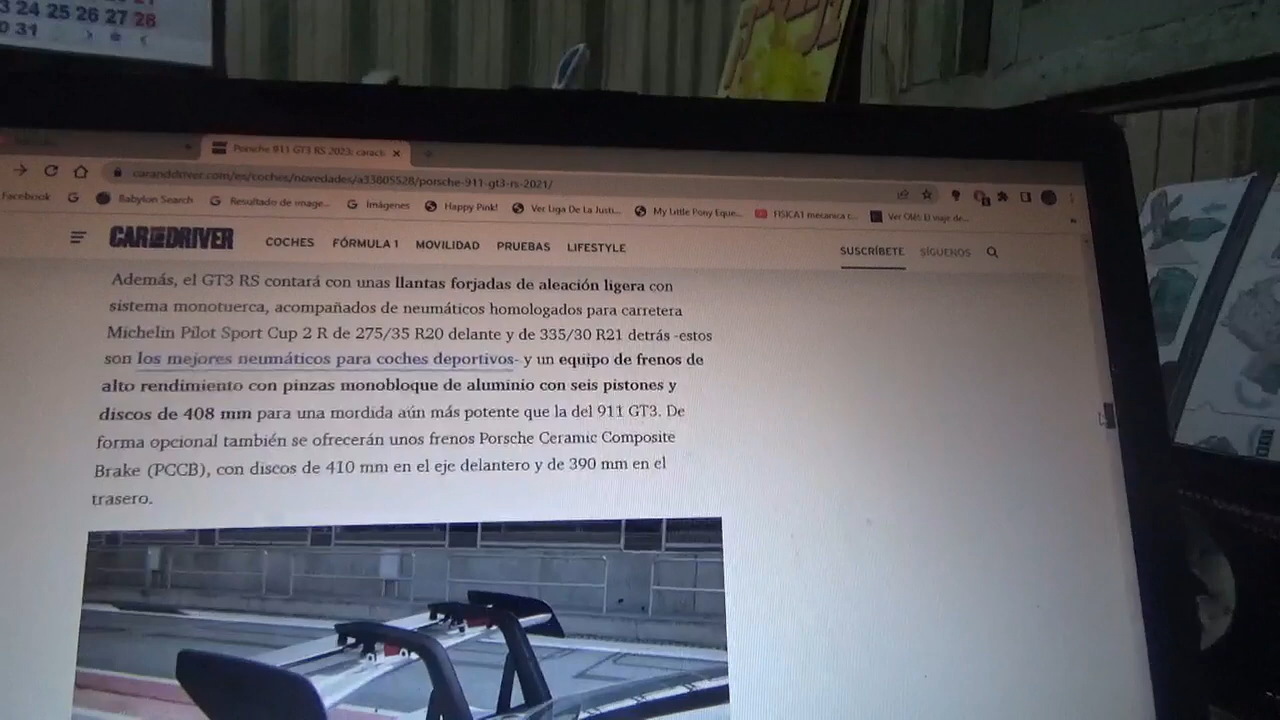 3 24 25 26 27 28
0 31
Porsche 911 GT3 RS 2023: caract
caranddriver.com/es/coches/novedades/a33805528/porsche-911-gt3-rs-2021/
Facebook
Babylon Search
Resultado de image...
Imágenes
Happy Pink!
Ver Liga De La Justi...
My Little Pony Eque...
FISICA1 mecanica c...
Ver Olé! El viaje de...
CAR AND DRIVER
COCHES
FÓRMULA 1
MOVILIDAD
PRUEBAS
LIFESTYLE
SUSCRÍBETE
SÍGUENOS
Además, el GT3 RS contará con unas llantas forjadas de aleación ligera con
sistema monotuerca, acompañados de neumáticos homologados para carretera
Michelin Pilot Sport Cup 2 R de 275/35 R20 delante y de 335/30 R21 detrás -estos
son los mejores neumáticos para coches deportivos- y un equipo de frenos de
alto rendimiento con pinzas monobloque de aluminio con seis pistones y
discos de 408 mm para una mordida aún más potente que la del 911 GT3. De
forma opcional también se ofrecerán unos frenos Porsche Ceramic Composite
Brake (PCCB), con discos de 410 mm en el eje delantero y de 390 mm en el
trasero.